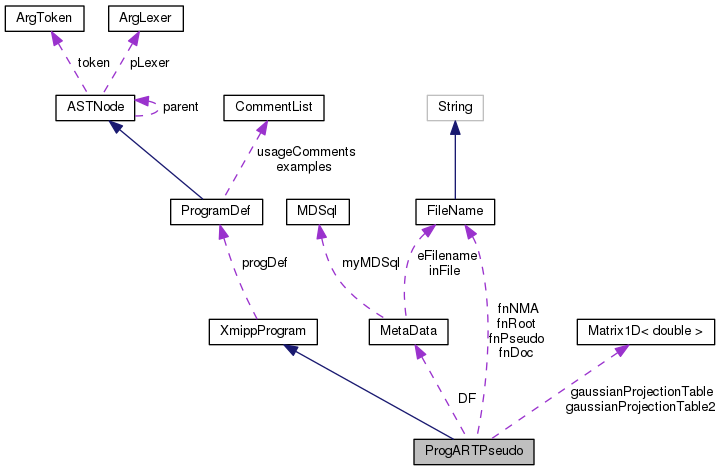 ArgToken
ArgLexer
token
pLexer
ASTNode
parent
CommentList
String
usageComments
examples
ProgramDef
MDSql
FileName
progDef
myMDSql
eFilename
inFile
fnNMA
fnRoot
fnPseudo
fnDoc
XmippProgram
MetaData
Matrix1D< double >
DF
gaussianProjectionTable
gaussianProjectionTable2
ProgARTPseudo